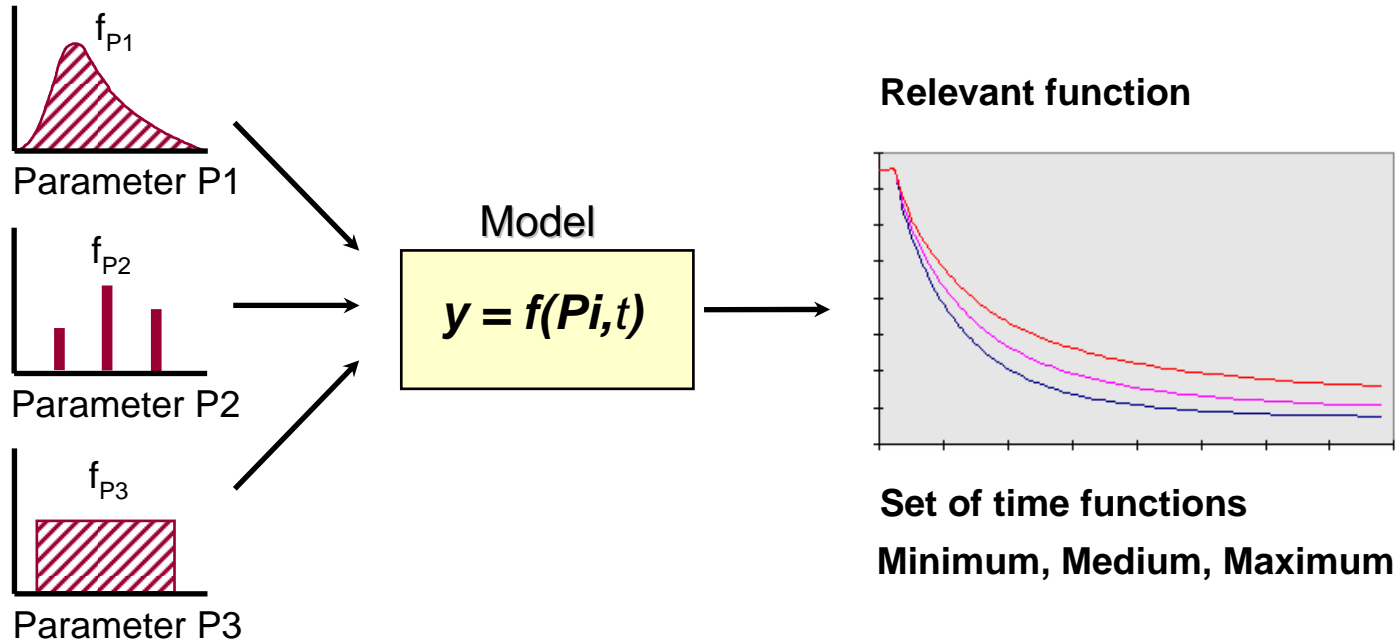 f_P1
Parameter P1
f_P2
Parameter P2
f_P3
Parameter P3
Model
y = f(Pi,t)
Relevant function
Set of time functions
Minimum, Medium, Maximum